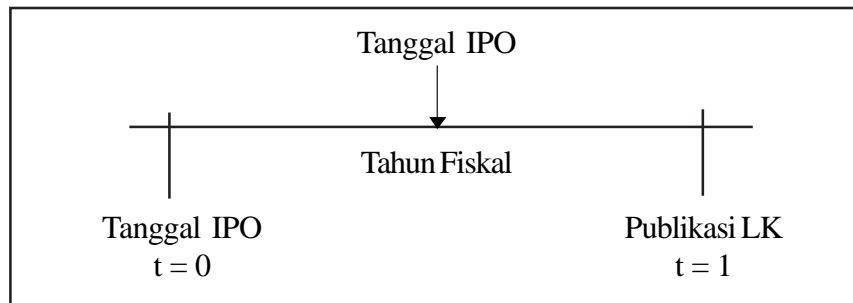 Tanggal IPO
Tahun Fiskal
Tanggal IPO
t = 0
Publikasi LK
t = 1